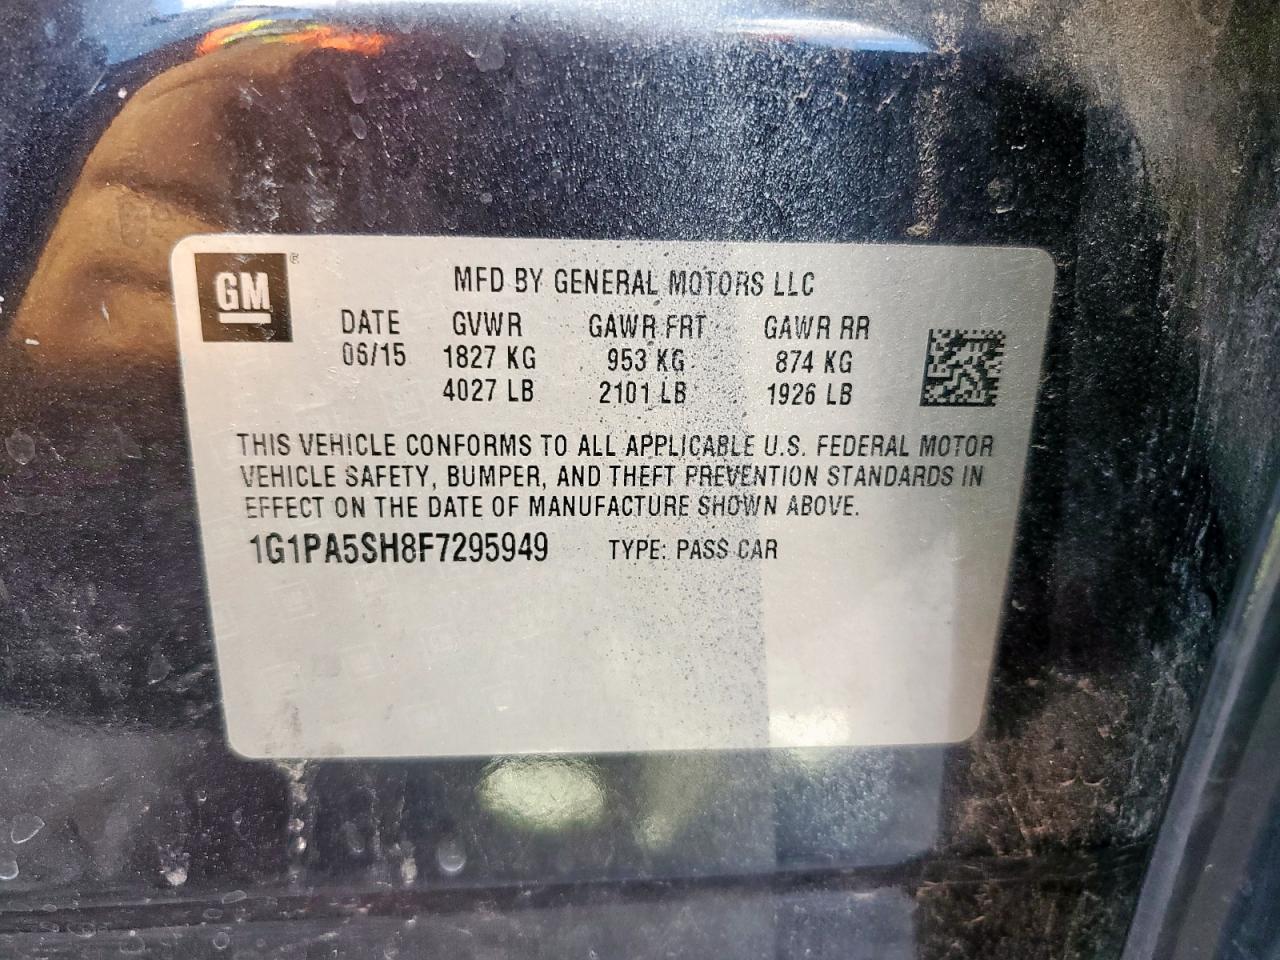 GM ®
MFD BY GENERAL MOTORS LLC
DATE GVWR GAWR FRT GAWR RR
06/15 1827 KG 953 KG 874 KG
4027 LB 2101 LB 1926 LB
THIS VEHICLE CONFORMS TO ALL APPLICABLE U.S. FEDERAL MOTOR
VEHICLE SAFETY, BUMPER, AND THEFT PREVENTION STANDARDS IN
EFFECT ON THE DATE OF MANUFACTURE SHOWN ABOVE.
1G1PA5SH8F7295949 TYPE: PASS CAR